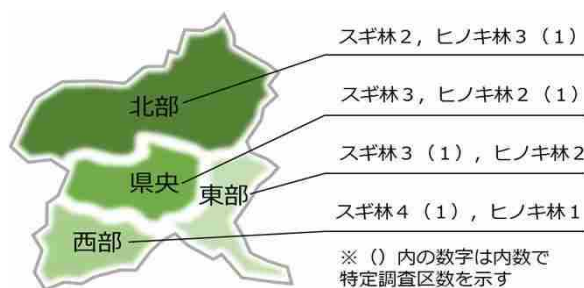 スギ林２，ヒノキ林３（１）
北部
スギ林３，ヒノキ林２（１）
県央
スギ林３（１），ヒノキ林２
東部
スギ林４（１），ヒノキ林１
西部
※（）内の数字は内数で
特定調査区数を示す